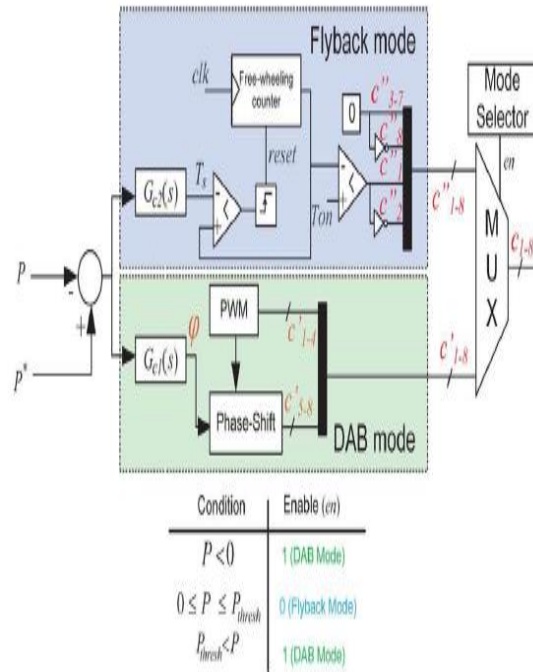 Flyback mode
clk
Free-wheeling
counter
reset
0
c''3-7
c''8
c''1
c''2
Mode
Selector
en
G_c2(s)
T_s
<
- +
<
- +
Ton
c''1-8
MUX
c1-8
P
-
+
P*
PWM
c'1-4
G_c1(s)
φ
Phase-Shift
c'5-8
c'1-8
DAB mode
Condition Enable (en)
P < 0 1 (DAB Mode)
0 ≤ P ≤ P_thresh 0 (Flyback Mode)
P_thresh < P 1 (DAB Mode)